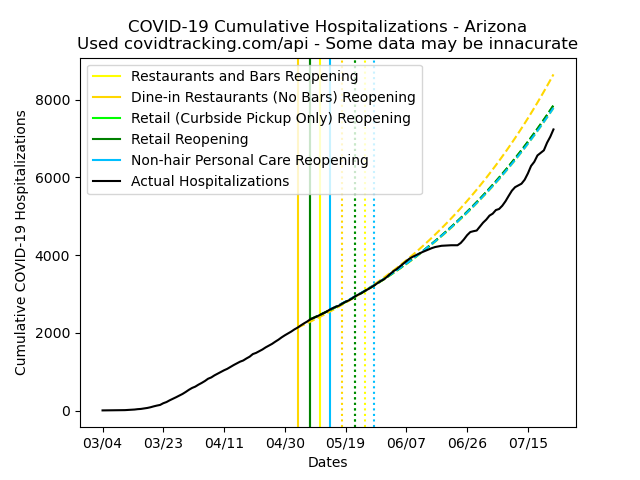 COVID-19 Cumulative Hospitalizations - Arizona
Used covidtracking.com/api - Some data may be innacurate
Restaurants and Bars Reopening
Dine-in Restaurants (No Bars) Reopening
Retail (Curbside Pickup Only) Reopening
Retail Reopening
Non-hair Personal Care Reopening
Actual Hospitalizations
Cumulative COVID-19 Hospitalizations
8000
6000
4000
2000
0
03/04 03/23 04/11 04/30 05/19 06/07 06/26 07/15
Dates